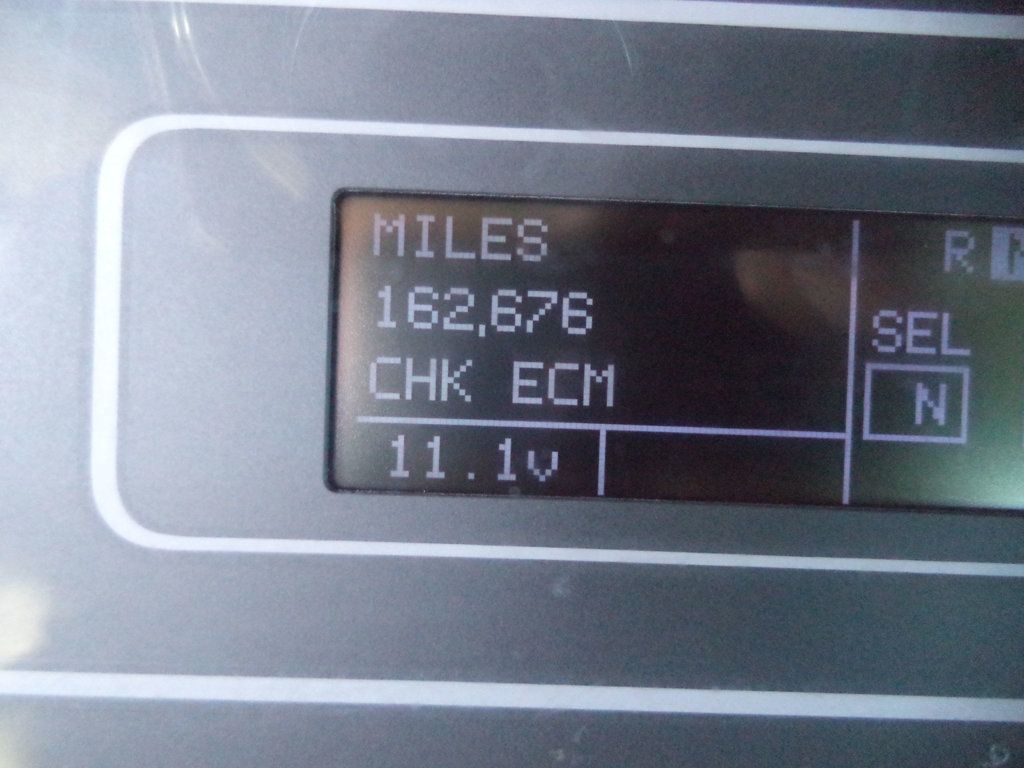 MILES
162,676
CHK ECM
11.1v
R N
SEL
N